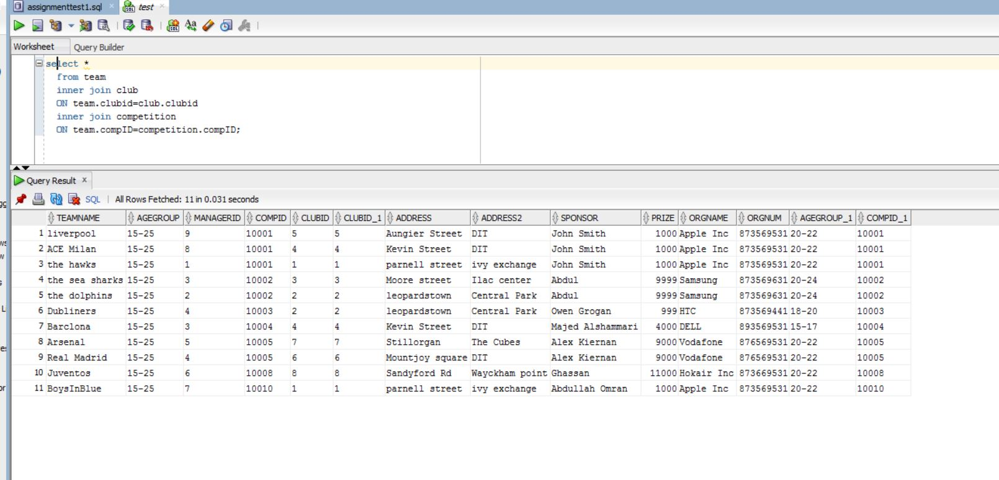 assignmenttest1.sql × test ×
Worksheet Query Builder
select *
from team
inner join club
ON team.clubid=club.clubid
inner join competition
ON team.compID=competition.compID;
Query Result ×
SQL | All Rows Fetched: 11 in 0.031 seconds
TEAMNAME AGEGROUP MANAGERID COMPID CLUBID CLUBID_1 ADDRESS ADDRESS2 SPONSOR PRIZE ORGNAME ORGNUM AGEGROUP_1 COMPID_1
1 liverpool 15-25 9 10001 5 5 Aungier Street DIT John Smith 1000 Apple Inc 873569531 20-22 10001
2 ACE Milan 15-25 8 10001 4 4 Kevin Street DIT John Smith 1000 Apple Inc 873569531 20-22 10001
3 the hawks 15-25 1 10001 1 1 parnell street ivy exchange John Smith 1000 Apple Inc 873569531 20-22 10001
4 the sea sharks 15-25 3 10002 3 3 Moore street Ilac center Abdul 9999 Samsung 873569631 20-24 10002
5 the dolphins 15-25 2 10002 2 2 leopardstown Central Park Abdul 9999 Samsung 873569631 20-24 10002
6 Dubliners 15-25 4 10003 2 2 leopardstown Central Park Owen Grogan 999 HTC 873569441 18-20 10003
7 Barclona 15-25 3 10004 4 4 Kevin Street DIT Majed Alshammari 4000 DELL 893569531 15-17 10004
8 Arsenal 15-25 5 10005 7 7 Stillorgan The Cubes Alex Kiernan 9000 Vodafone 876569531 20-22 10005
9 Real Madrid 15-25 4 10005 6 6 Mountjoy square DIT Alex Kiernan 9000 Vodafone 876569531 20-22 10005
10 Juventos 15-25 6 10008 8 8 Sandyford Rd Wayckham point Ghassan 11000 Hokair Inc 873669531 20-22 10008
11 BoysInBlue 15-25 7 10010 1 1 parnell street ivy exchange Abdullah Omran 1000 Apple Inc 873569531 20-22 10010